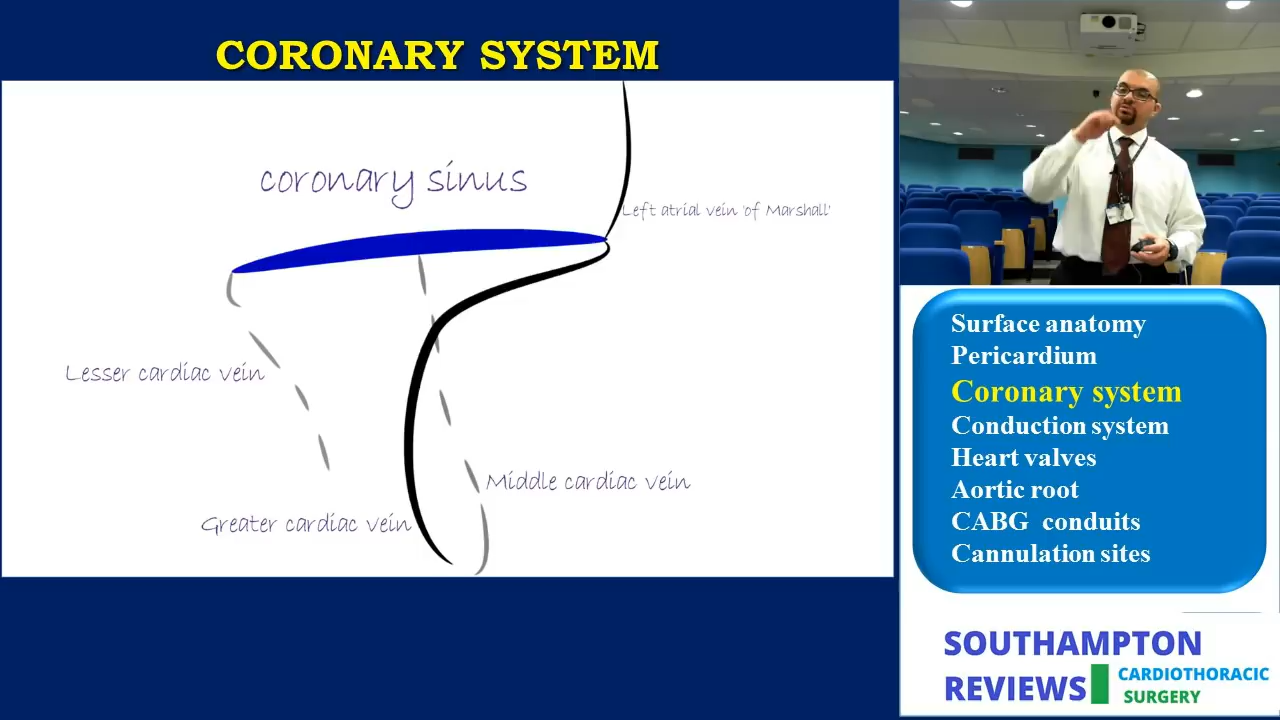 CORONARY SYSTEM
coronary sinus
Left atrial vein 'of Marshall'
Lesser cardiac vein
Middle cardiac vein
Greater cardiac vein
Surface anatomy
Pericardium
Coronary system
Conduction system
Heart valves
Aortic root
CABG conduits
Cannulation sites
SOUTHAMPTON
REVIEWS
CARDIOTHORACIC
SURGERY